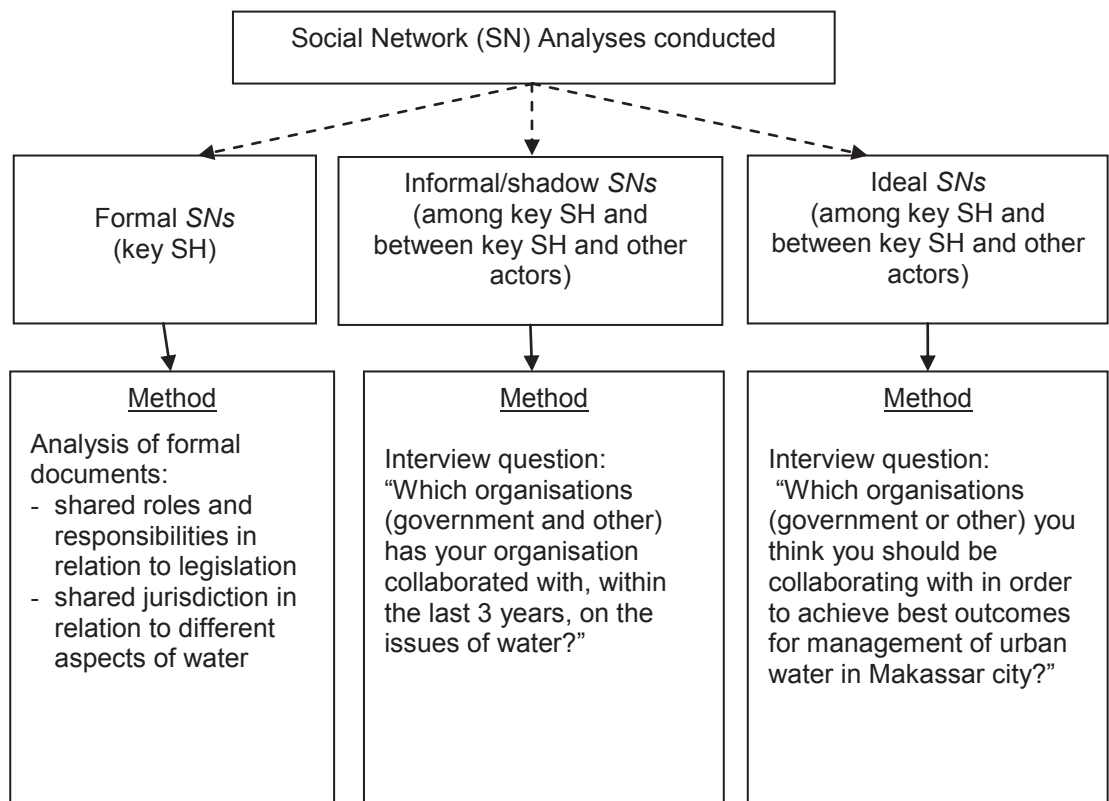 Social Network (SN) Analyses conducted
Formal SNs
(key SH)
Informal/shadow SNs
(among key SH and
between key SH and other
actors)
Ideal SNs
(among key SH and
between key SH and other
actors)
Method
Analysis of formal
documents:
- shared roles and
responsibilities in
relation to legislation
- shared jurisdiction in
relation to different
aspects of water
Method
Interview question:
“Which organisations
(government and other)
has your organisation
collaborated with, within
the last 3 years, on the
issues of water?”
Method
Interview question:
“Which organisations
(government or other) you
think you should be
collaborating with in order
to achieve best outcomes
for management of urban
water in Makassar city?”